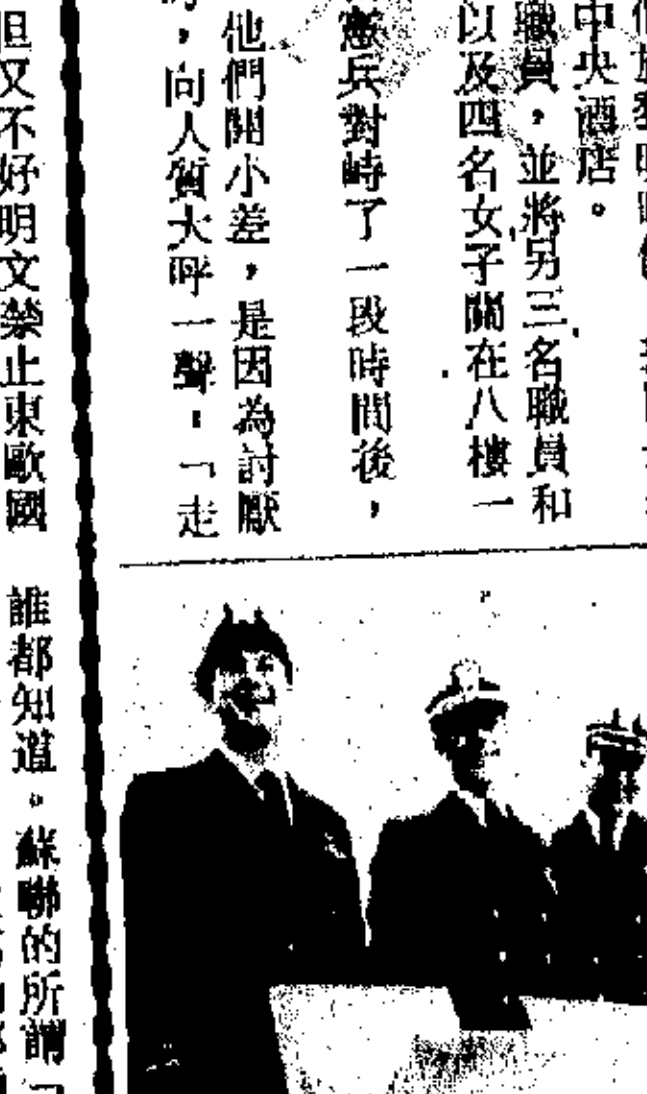 中央酒店。
職員，並將另三名職員和
以及四名女子關在八樓一
憲兵對峙了一段時間後，
他們開小差，是因為討厭
，向人質大呼一聲：「走
但又不好明文禁止東歐國
誰都知道。蘇聯的所謂「